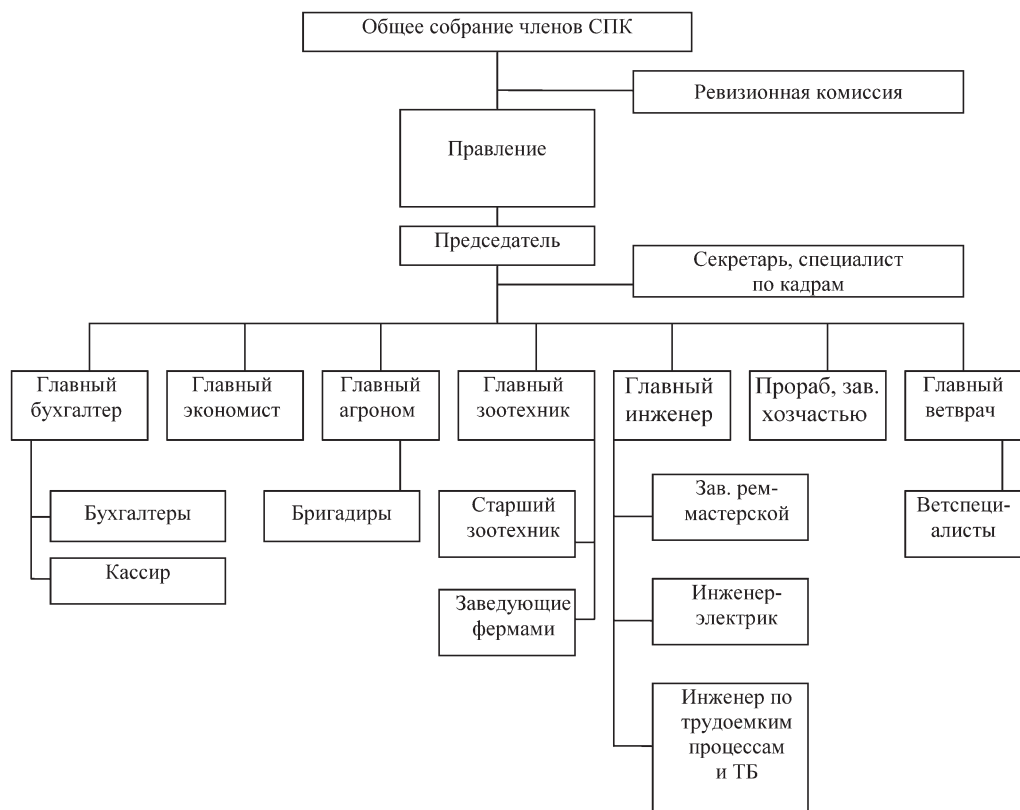 Общее собрание членов СПК
Ревизионная комиссия
Правление
Председатель
Секретарь, специалист
по кадрам
Главный
бухгалтер
Главный
экономист
Главный
агроном
Главный
зоотехник
Главный
инженер
Прораб, зав.
хозчастью
Главный
ветврач
Бухгалтеры
Кассир
Бригадиры
Старший
зоотехник
Заведующие
фермами
Зав. рем-
мастерской
Инженер-
электрик
Инженер по
трудоемким
процессам
и ТБ
Ветспеци-
алисты